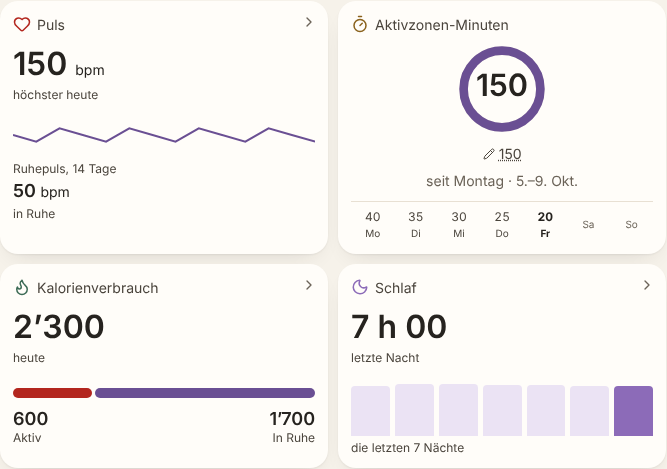 Puls
150 bpm
höchster heute
Ruhepuls, 14 Tage
50 bpm
in Ruhe
Aktivzonen-Minuten
150
150
seit Montag · 5.–9. Okt.
40 35 30 25 20
Mo Di Mi Do Fr Sa So
Kalorienverbrauch
2’300
heute
600 1’700
Aktiv In Ruhe
Schlaf
7 h 00
letzte Nacht
die letzten 7 Nächte